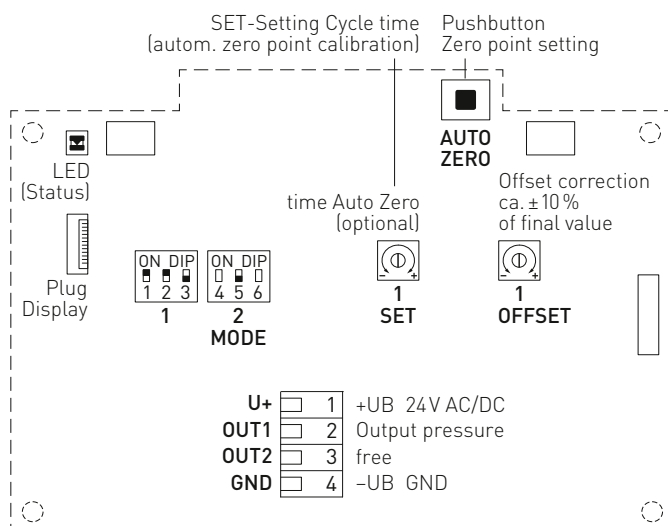 SET-Setting Cycle time
(autom. zero point calibration)
Pushbutton
Zero point setting
AUTO
ZERO
LED
(Status)
time Auto Zero
(optional)
Offset correction
ca. ± 10 %
of final value
Plug
Display
ON DIP
1 2 3
1
ON DIP
4 5 6
2
MODE
- +
1
SET
- +
1
OFFSET
U+ 1 +UB 24 V AC/DC
OUT1 2 Output pressure
OUT2 3 free
GND 4 –UB GND